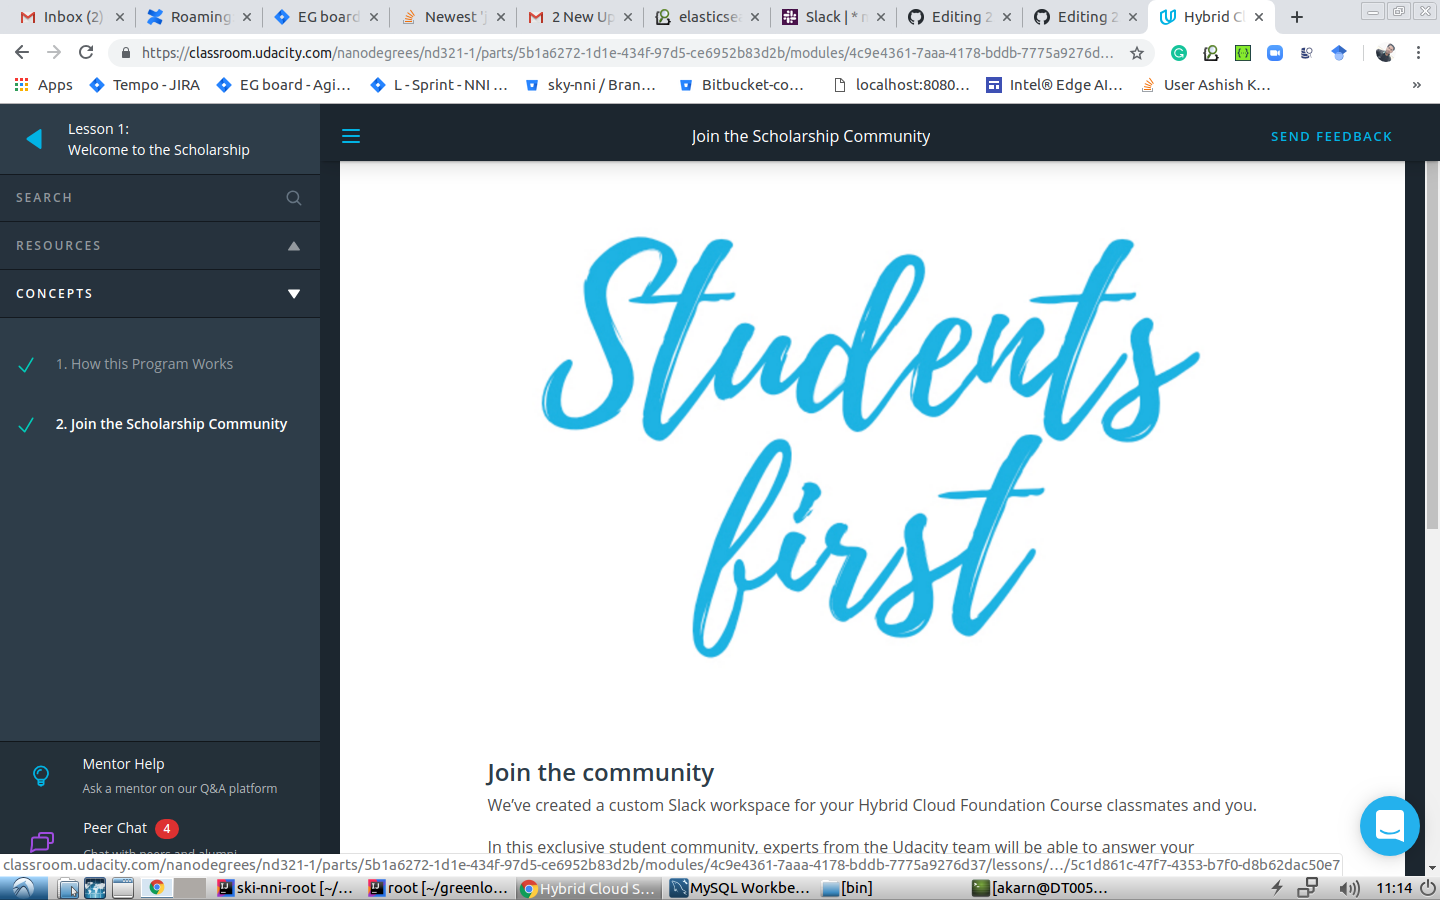 Inbox (2)
Roaming
EG board
Newest 'j
2 New Up
elasticsea
Slack | * n
Editing 2
Editing 2
Hybrid Cl
https://classroom.udacity.com/nanodegrees/nd321-1/parts/5b1a6272-1d1e-434f-97d5-ce6952b83d2b/modules/4c9e4361-7aaa-4178-bddb-7775a9276d...
Apps
Tempo - JIRA
EG board - Agi...
L - Sprint - NNI ...
sky-nni / Bran...
Bitbucket-co...
localhost:8080...
Intel® Edge AI...
User Ashish K...
»
Lesson 1:
Welcome to the Scholarship
Join the Scholarship Community
SEND FEEDBACK
SEARCH
RESOURCES
CONCEPTS
1. How this Program Works
2. Join the Scholarship Community
Students
first
Join the community
We've created a custom Slack workspace for your Hybrid Cloud Foundation Course classmates and you.
In this exclusive student community, experts from the Udacity team will be able to answer your
Mentor Help
Ask a mentor on our Q&A platform
Peer Chat 4
Chat with peers and alumni
classroom.udacity.com/nanodegrees/nd321-1/parts/5b1a6272-1d1e-434f-97d5-ce6952b83d2b/modules/4c9e4361-7aaa-4178-bddb-7775a9276d37/lessons/.../5c1d861c-47f7-4353-b7f0-d8b62dac50e7
ski-nni-root [~/...
root [~/greenlo...
Hybrid Cloud S...
MySQL Workbe...
[bin]
[akarn@DT005...
11:14